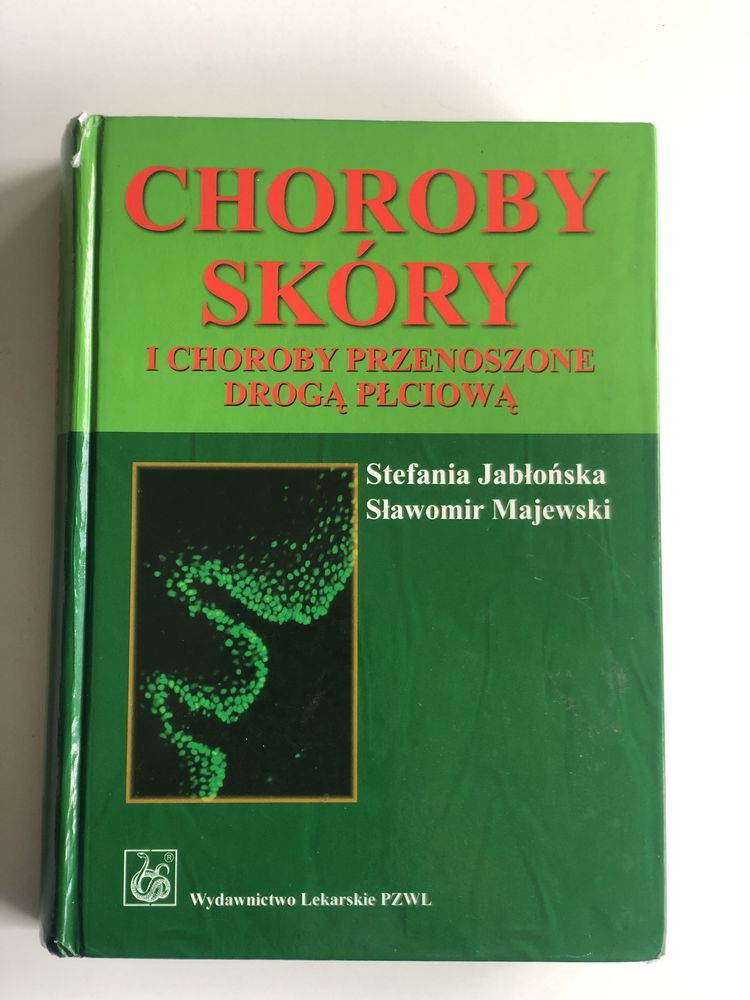 CHOROBY
SKÓRY
I CHOROBY PRZENOSZONE
DROGĄ PŁCIOWĄ
Stefania Jabłońska
Sławomir Majewski
®
Wydawnictwo Lekarskie PZWL